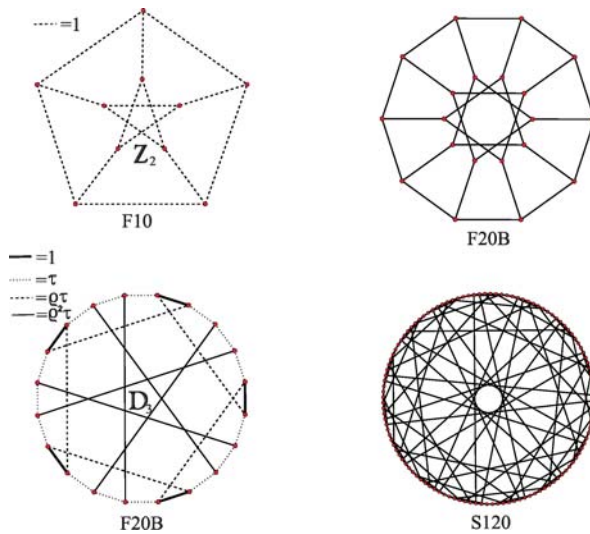 =1
Z₂
F10
F20B
=1
=τ
=ϱτ
=ϱ²τ
D₃
F20B
S120